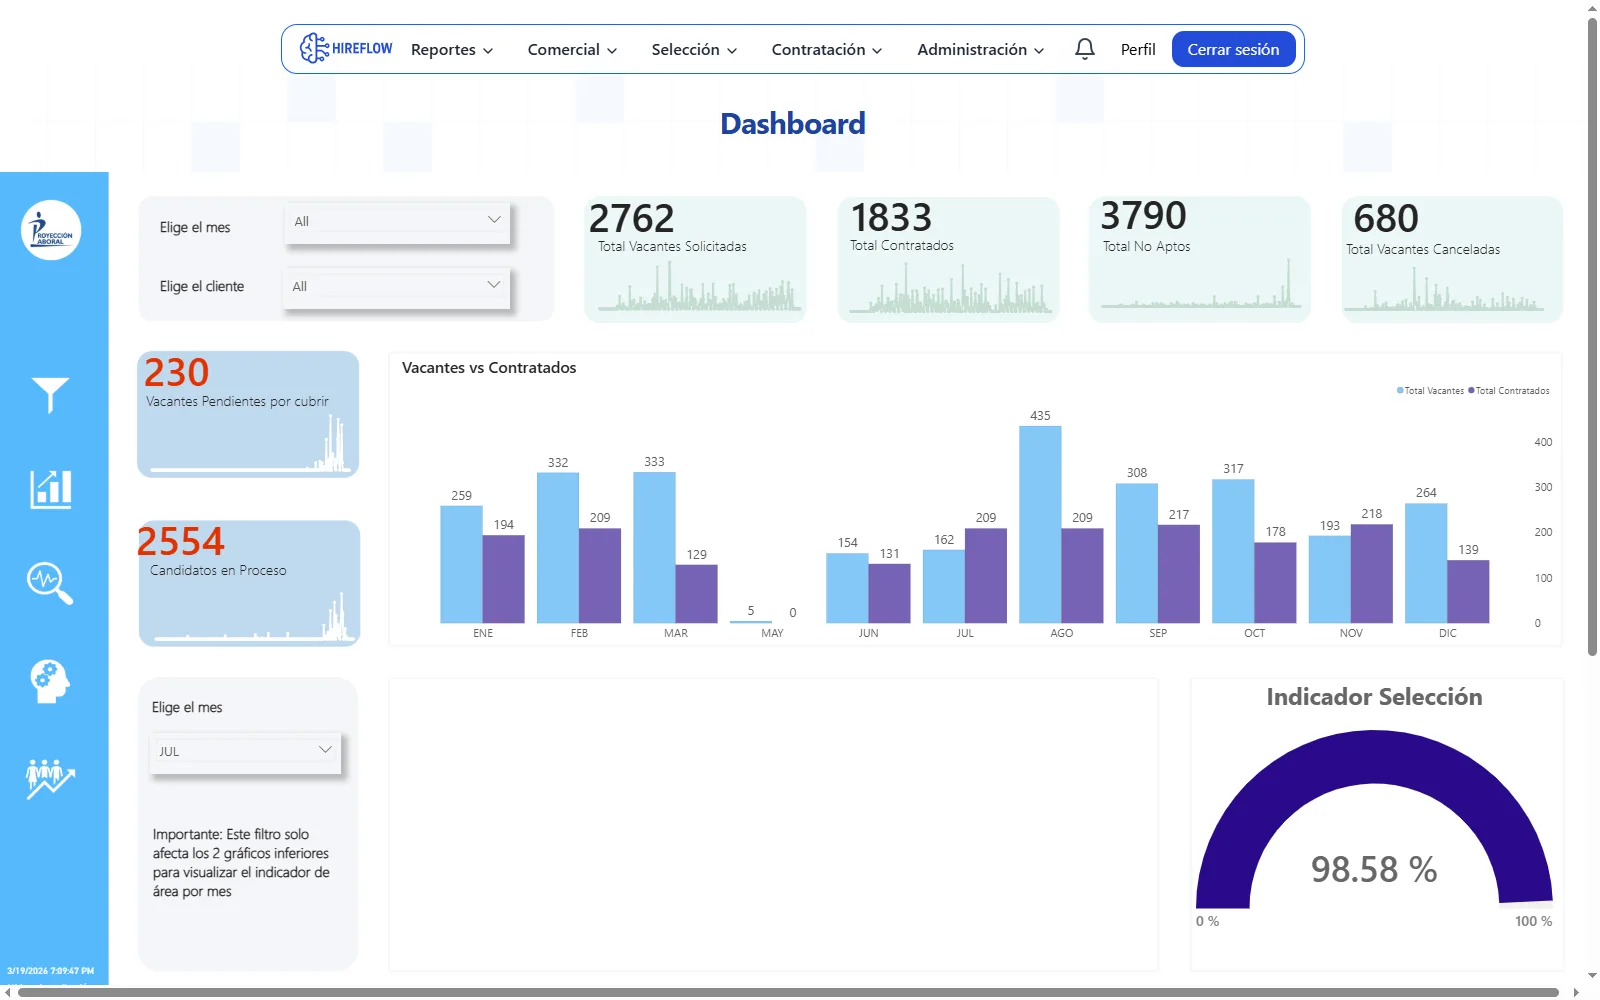 HIREFLOW
Reportes
Comercial
Selección
Contratación
Administración
Perfil
Cerrar sesión
Dashboard
PROYECCIÓN
LABORAL
Elige el mes
All
Elige el cliente
All
2762
Total Vacantes Solicitadas
1833
Total Contratados
3790
Total No Aptos
680
Total Vacantes Canceladas
230
Vacantes Pendientes por cubrir
2554
Candidatos en Proceso
Vacantes vs Contratados
Total Vacantes
Total Contratados
435
400
332
333
308
317
300
259
264
194
209
209
209
217
218
193
200
178
154
162
131
129
139
100
5
0
0
ENE
FEB
MAR
MAY
JUN
JUL
AGO
SEP
OCT
NOV
DIC
Elige el mes
JUL
Importante: Este filtro solo
afecta los 2 gráficos inferiores
para visualizar el indicador de
área por mes
Indicador Selección
98.58 %
0 %
100 %
3/19/2026 7:09:47 PM